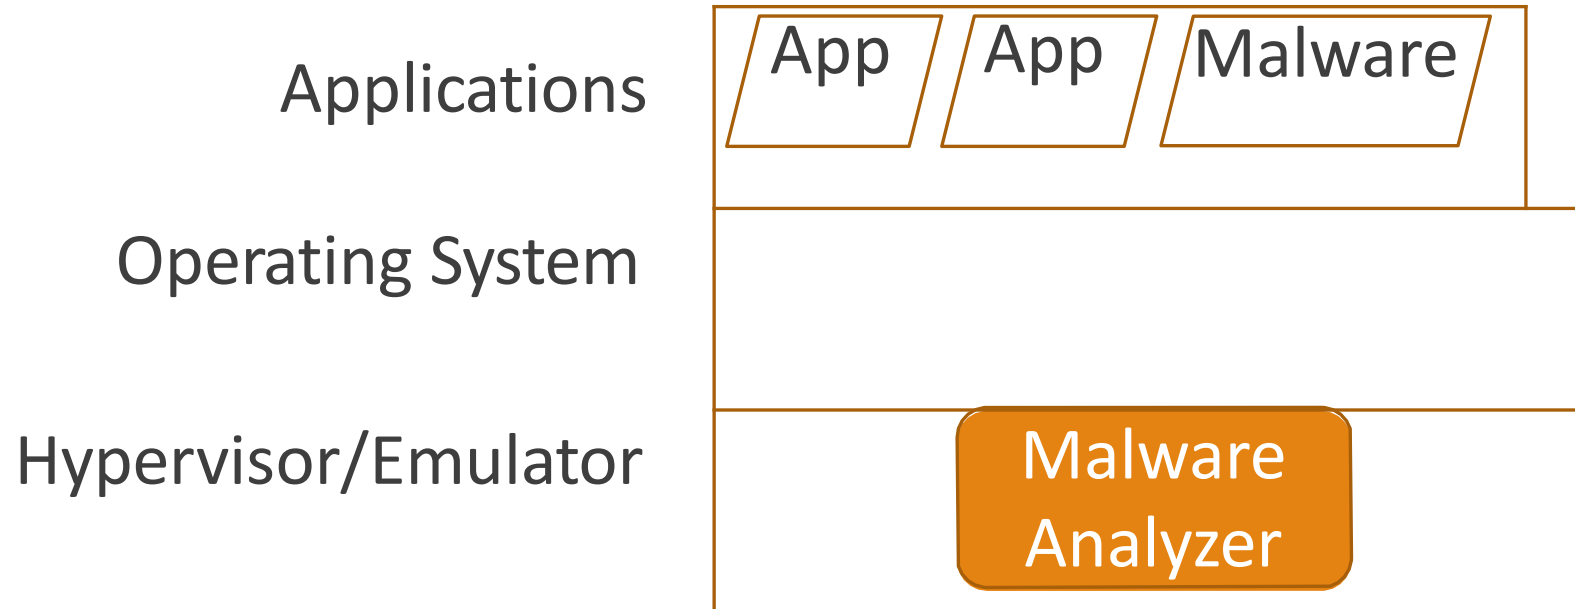 Applications
App
App
Malware
Operating System
Hypervisor/Emulator
Malware
Analyzer